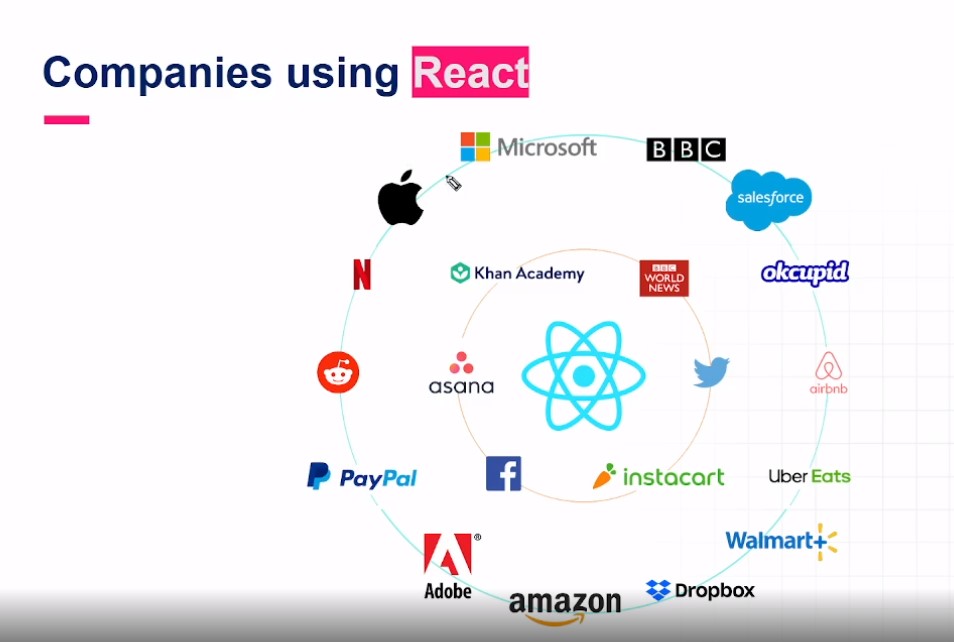 Companies using React
Microsoft
BBC
salesforce
okcupid
N
Khan Academy
BBC
WORLD
NEWS
asana
airbnb
PayPal
f
instacart
Uber Eats
Walmart+
Adobe®
amazon
Dropbox